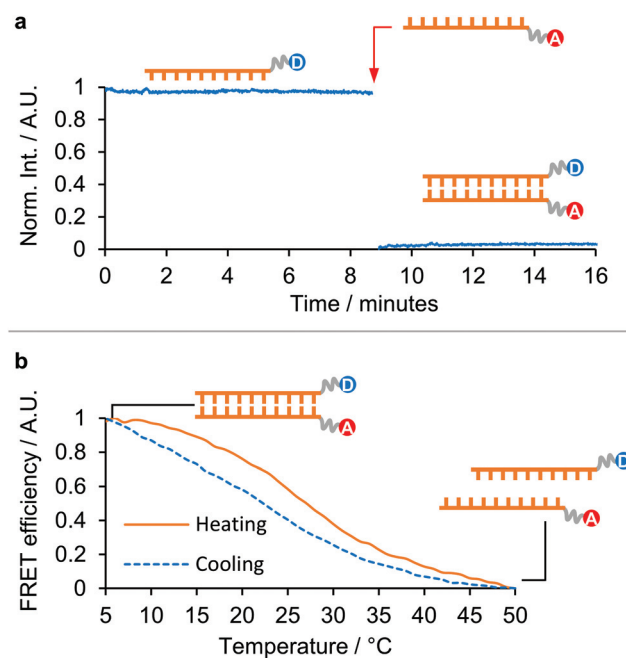 a
D
A
1
0.8
0.6
0.4
0.2
0
Norm. Int. / A.U.
D
A
0 2 4 6 8 10 12 14 16
Time / minutes
b
D
A
1
0.8
0.6
0.4
0.2
0
FRET efficiency / A.U.
D
A
Heating
Cooling
5 10 15 20 25 30 35 40 45 50
Temperature / °C